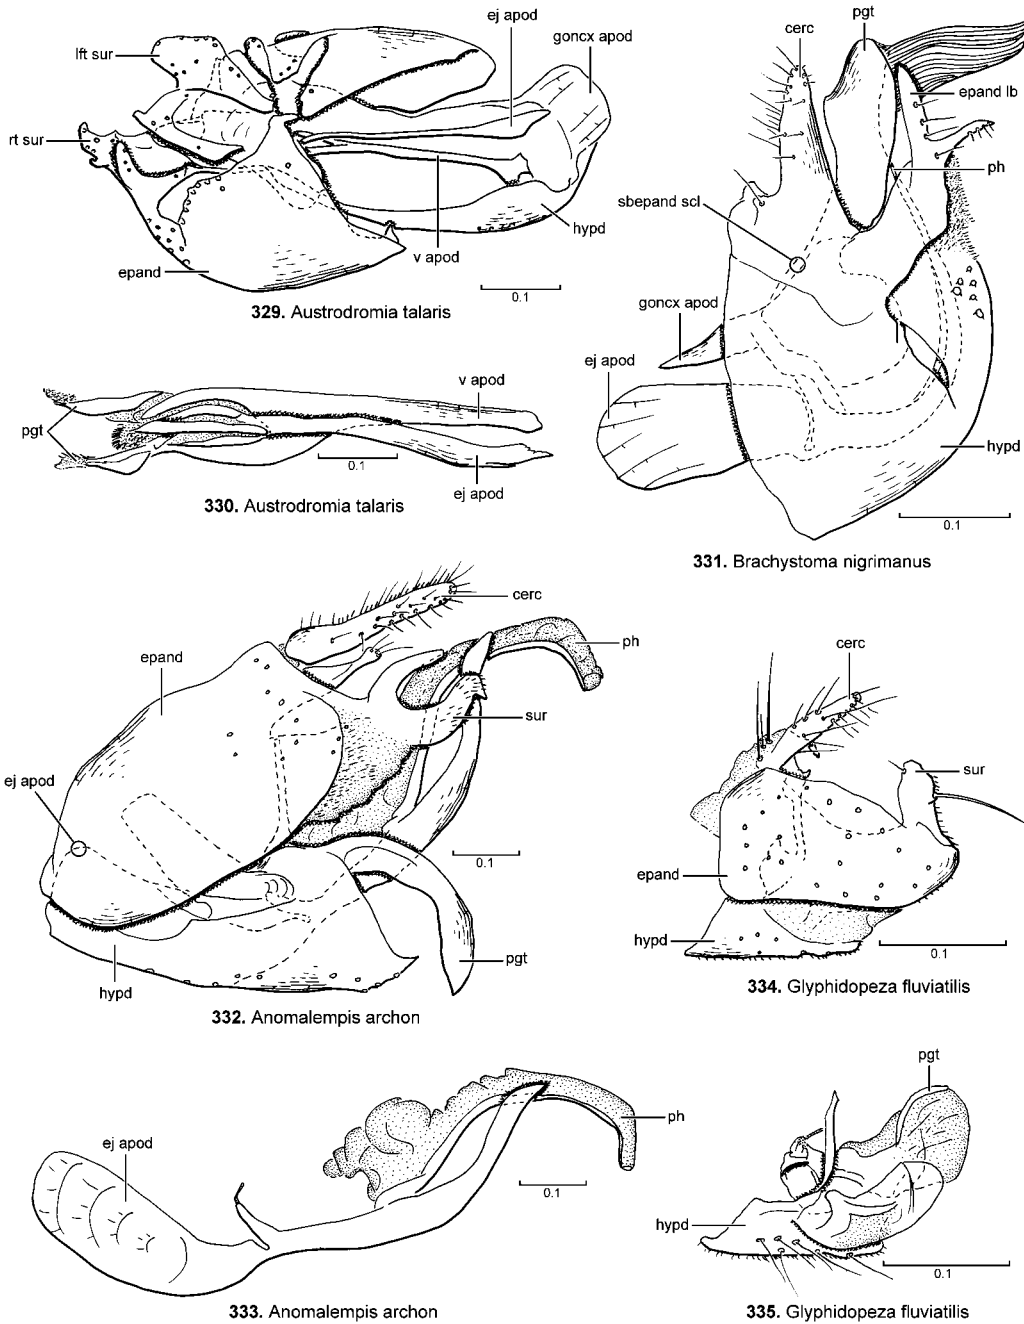 ej apod
goncx apod
lft sur
rt sur
epand
v apod
hypd
0.1
329. Austrodromia talaris
v apod
pgt
0.1
ej apod
330. Austrodromia talaris
cerc
pgt
epand lb
ph
sbepand scl
goncx apod
ej apod
hypd
0.1
331. Brachystoma nigrimanus
cerc
epand
ph
sur
ej apod
0.1
pgt
hypd
332. Anomalempis archon
cerc
sur
epand
hypd
0.1
334. Glyphidopeza fluviatilis
ej apod
ph
0.1
333. Anomalempis archon
pgt
hypd
0.1
335. Glyphidopeza fluviatilis